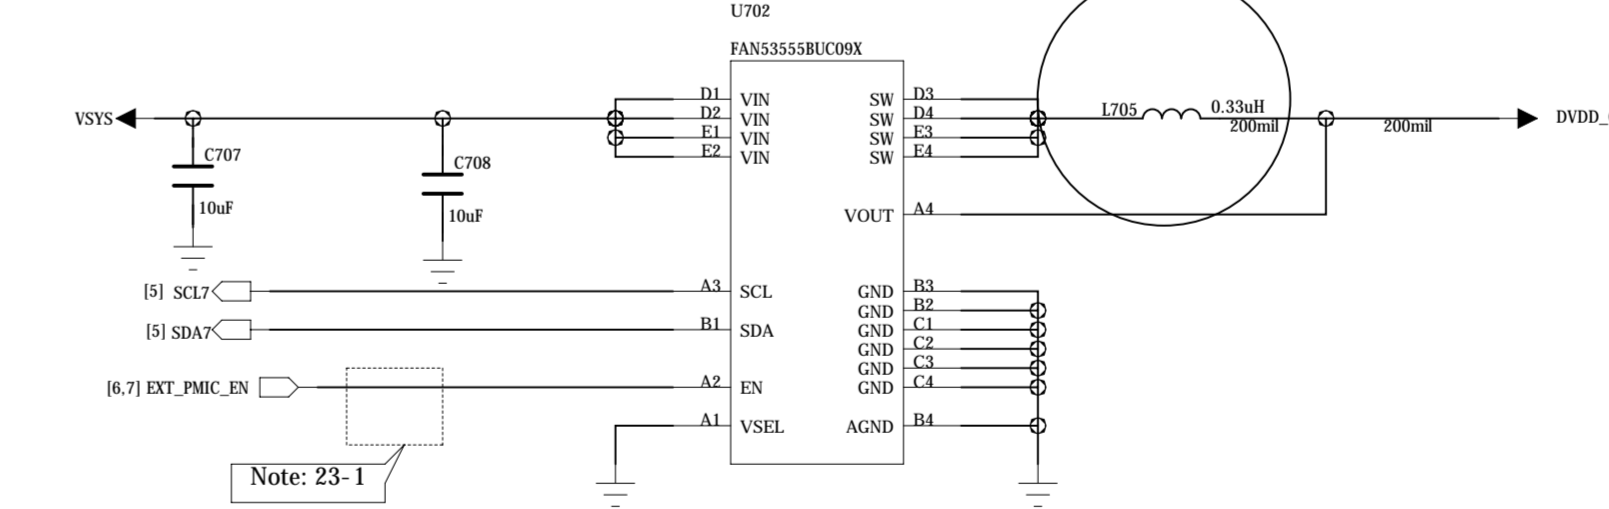 U702
FAN53555BUC09X
VSYS
C707
10uF
C708
10uF
D1 VIN
D2 VIN
E1 VIN
E2 VIN
SW D3
SW D4
SW E3
SW E4
L705
0.33uH
200mil
200mil
VOUT A4
[5] SCL7
A3 SCL
[5] SDA7
B1 SDA
[6,7] EXT_PMIC_EN
A2 EN
A1 VSEL
GND B3
GND B2
GND C1
GND C2
GND C3
GND C4
AGND B4
Note: 23-1